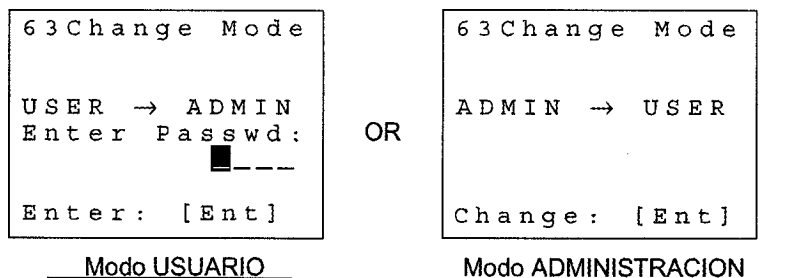 63Change Mode
USER → ADMIN
Enter Passwd:
_ _ _ _
Enter: [Ent]
Modo USUARIO
OR
63Change Mode
ADMIN → USER
Change: [Ent]
Modo ADMINISTRACION